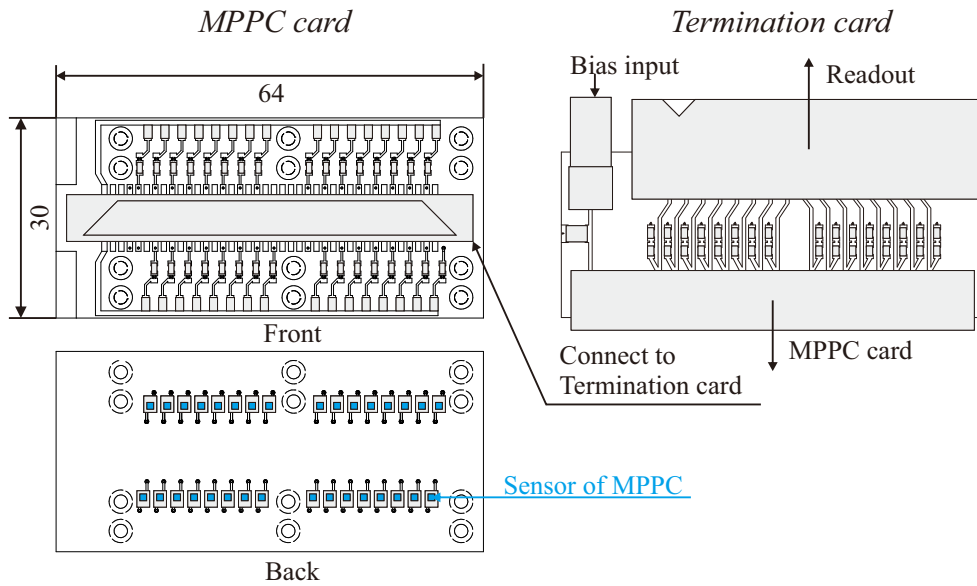 MPPC card
Termination card
64
30
Bias input
Readout
Front
Connect to
Termination card
MPPC card
Sensor of MPPC
Back